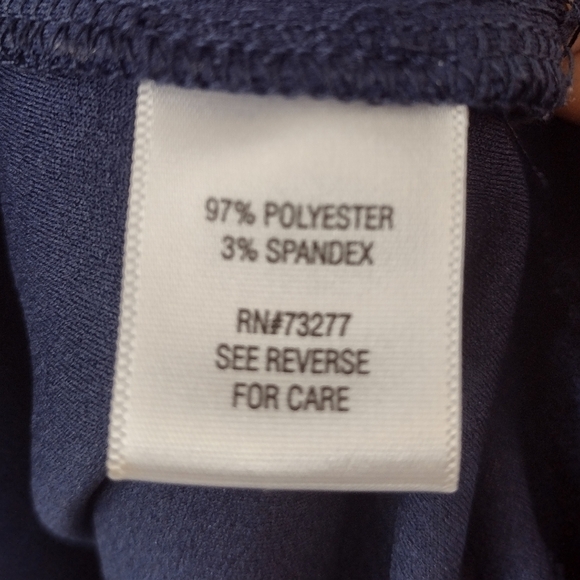 97% POLYESTER
3% SPANDEX
RN#73277
SEE REVERSE
FOR CARE